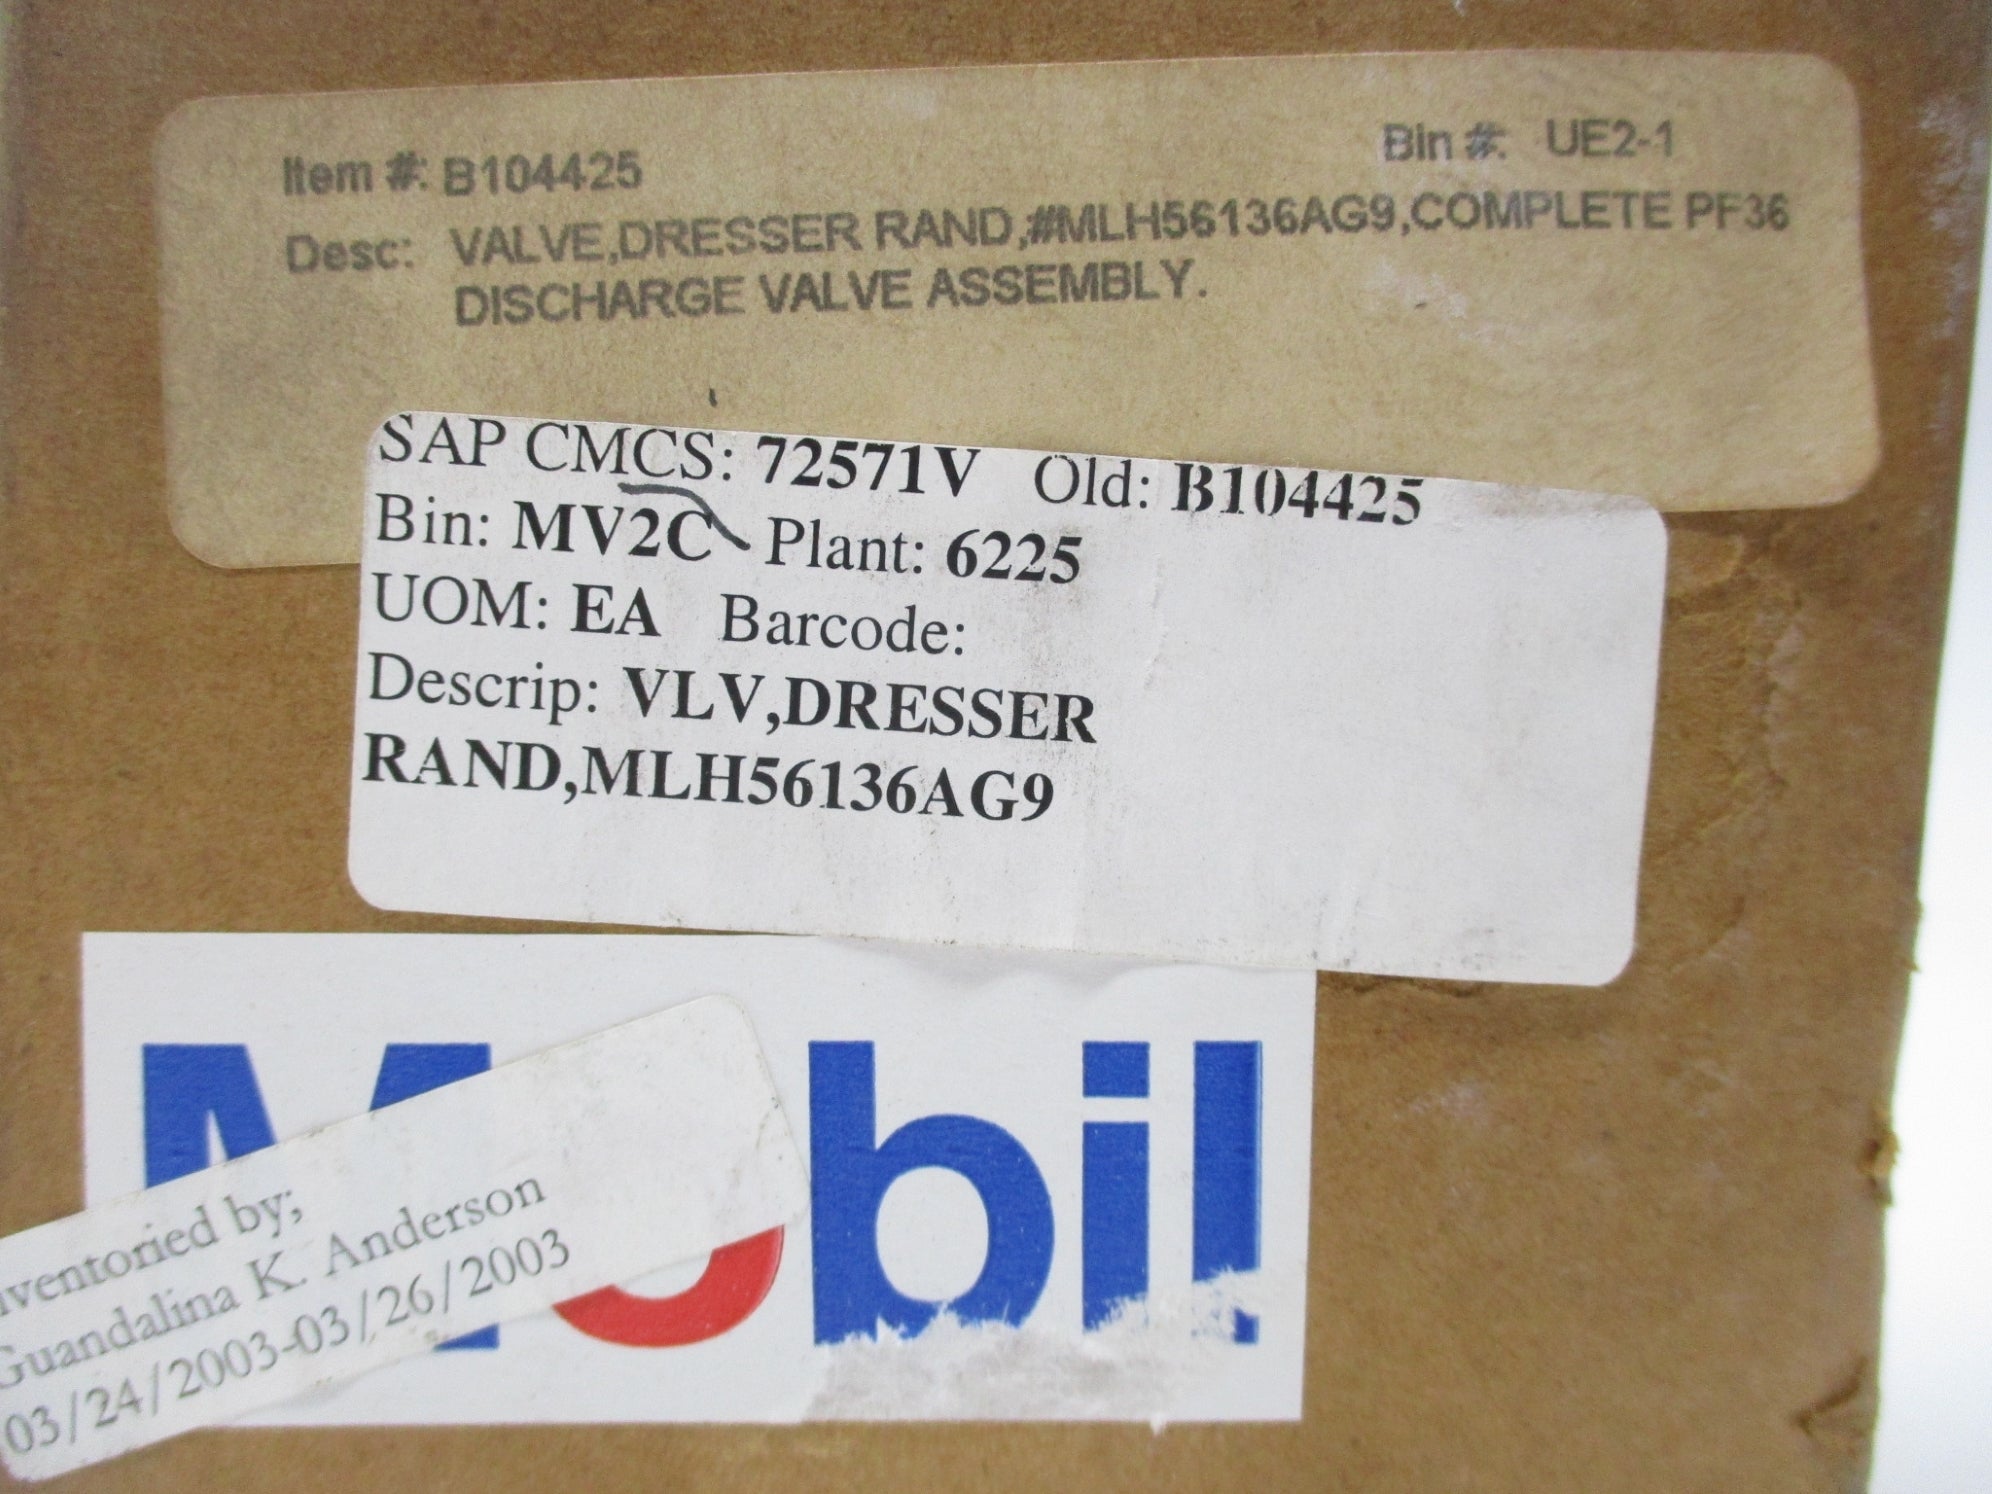 Item #: B104425 Bin #: UE2-1
Desc: VALVE,DRESSER RAND,#MLH56136AG9,COMPLETE PF36
DISCHARGE VALVE ASSEMBLY.
SAP CMCS: 72571V Old: B104425
Bin: MV2C Plant: 6225
UOM: EA Barcode:
Descrip: VLV,DRESSER
RAND,MLH56136AG9
Mobil
nventoried by;
Guandalina K. Anderson
03/24/2003-03/26/2003